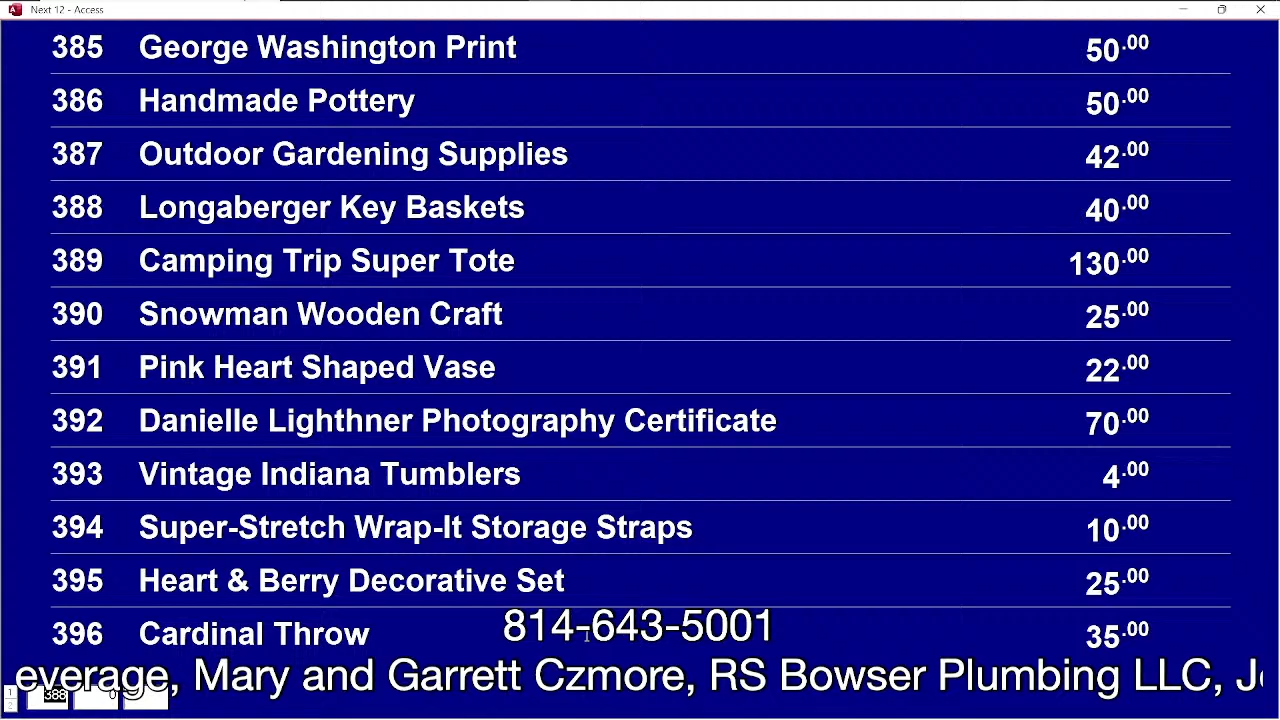 Next 12 - Access
385 George Washington Print 50.00
386 Handmade Pottery 50.00
387 Outdoor Gardening Supplies 42.00
388 Longaberger Key Baskets 40.00
389 Camping Trip Super Tote 130.00
390 Snowman Wooden Craft 25.00
391 Pink Heart Shaped Vase 22.00
392 Danielle Lighthner Photography Certificate 70.00
393 Vintage Indiana Tumblers 4.00
394 Super-Stretch Wrap-It Storage Straps 10.00
395 Heart & Berry Decorative Set 25.00
396 Cardinal Throw 35.00
814-643-5001
everage, Mary and Garrett Czmore, RS Bowser Plumbing LLC,
388